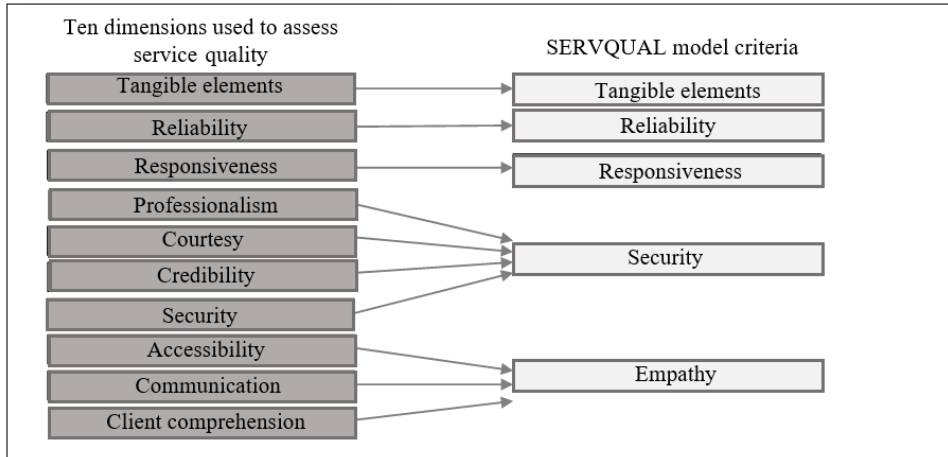 Ten dimensions used to assess
service quality
SERVQUAL model criteria
Tangible elements
Tangible elements
Reliability
Reliability
Responsiveness
Responsiveness
Professionalism
Courtesy
Security
Credibility
Security
Accessibility
Empathy
Communication
Client comprehension